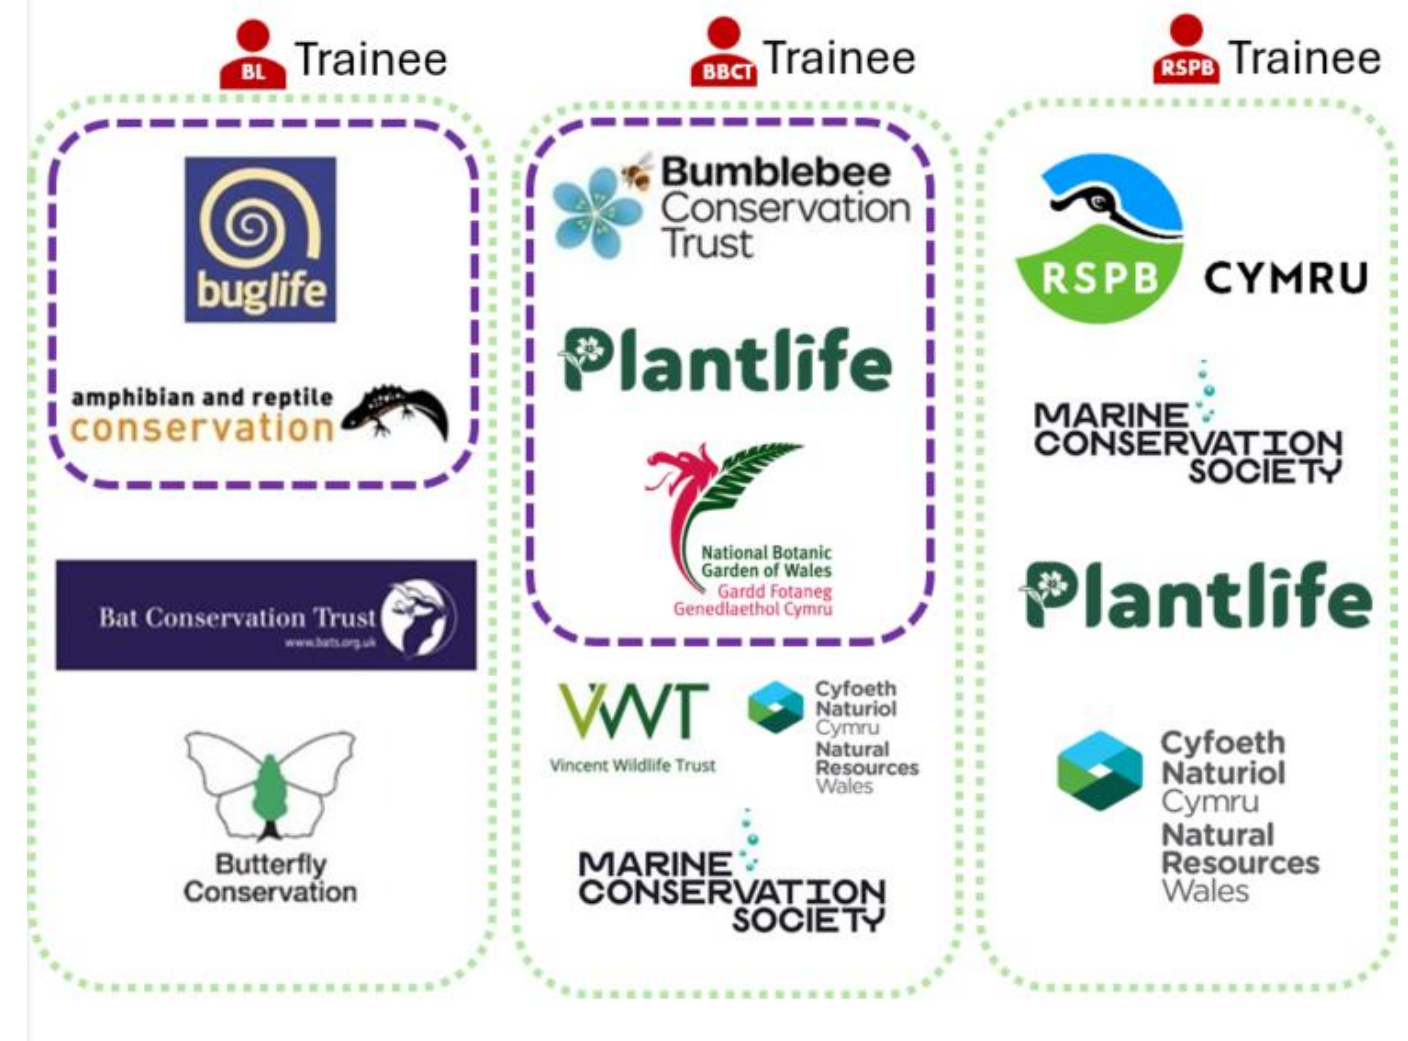 BL Trainee
buglife
amphibian and reptile
conservation
Bat Conservation Trust
www.bats.org.uk
Butterfly
Conservation
BBCT Trainee
Bumblebee
Conservation
Trust
Plantlife
National Botanic
Garden of Wales
Gardd Fotaneg
Genedlaethol Cymru
VWT
Vincent Wildlife Trust
Cyfoeth
Naturiol
Cymru
Natural
Resources
Wales
MARINE
CONSERVATION
SOCIETY
RSPB Trainee
RSPB CYMRU
MARINE
CONSERVATION
SOCIETY
Plantlife
Cyfoeth
Naturiol
Cymru
Natural
Resources
Wales